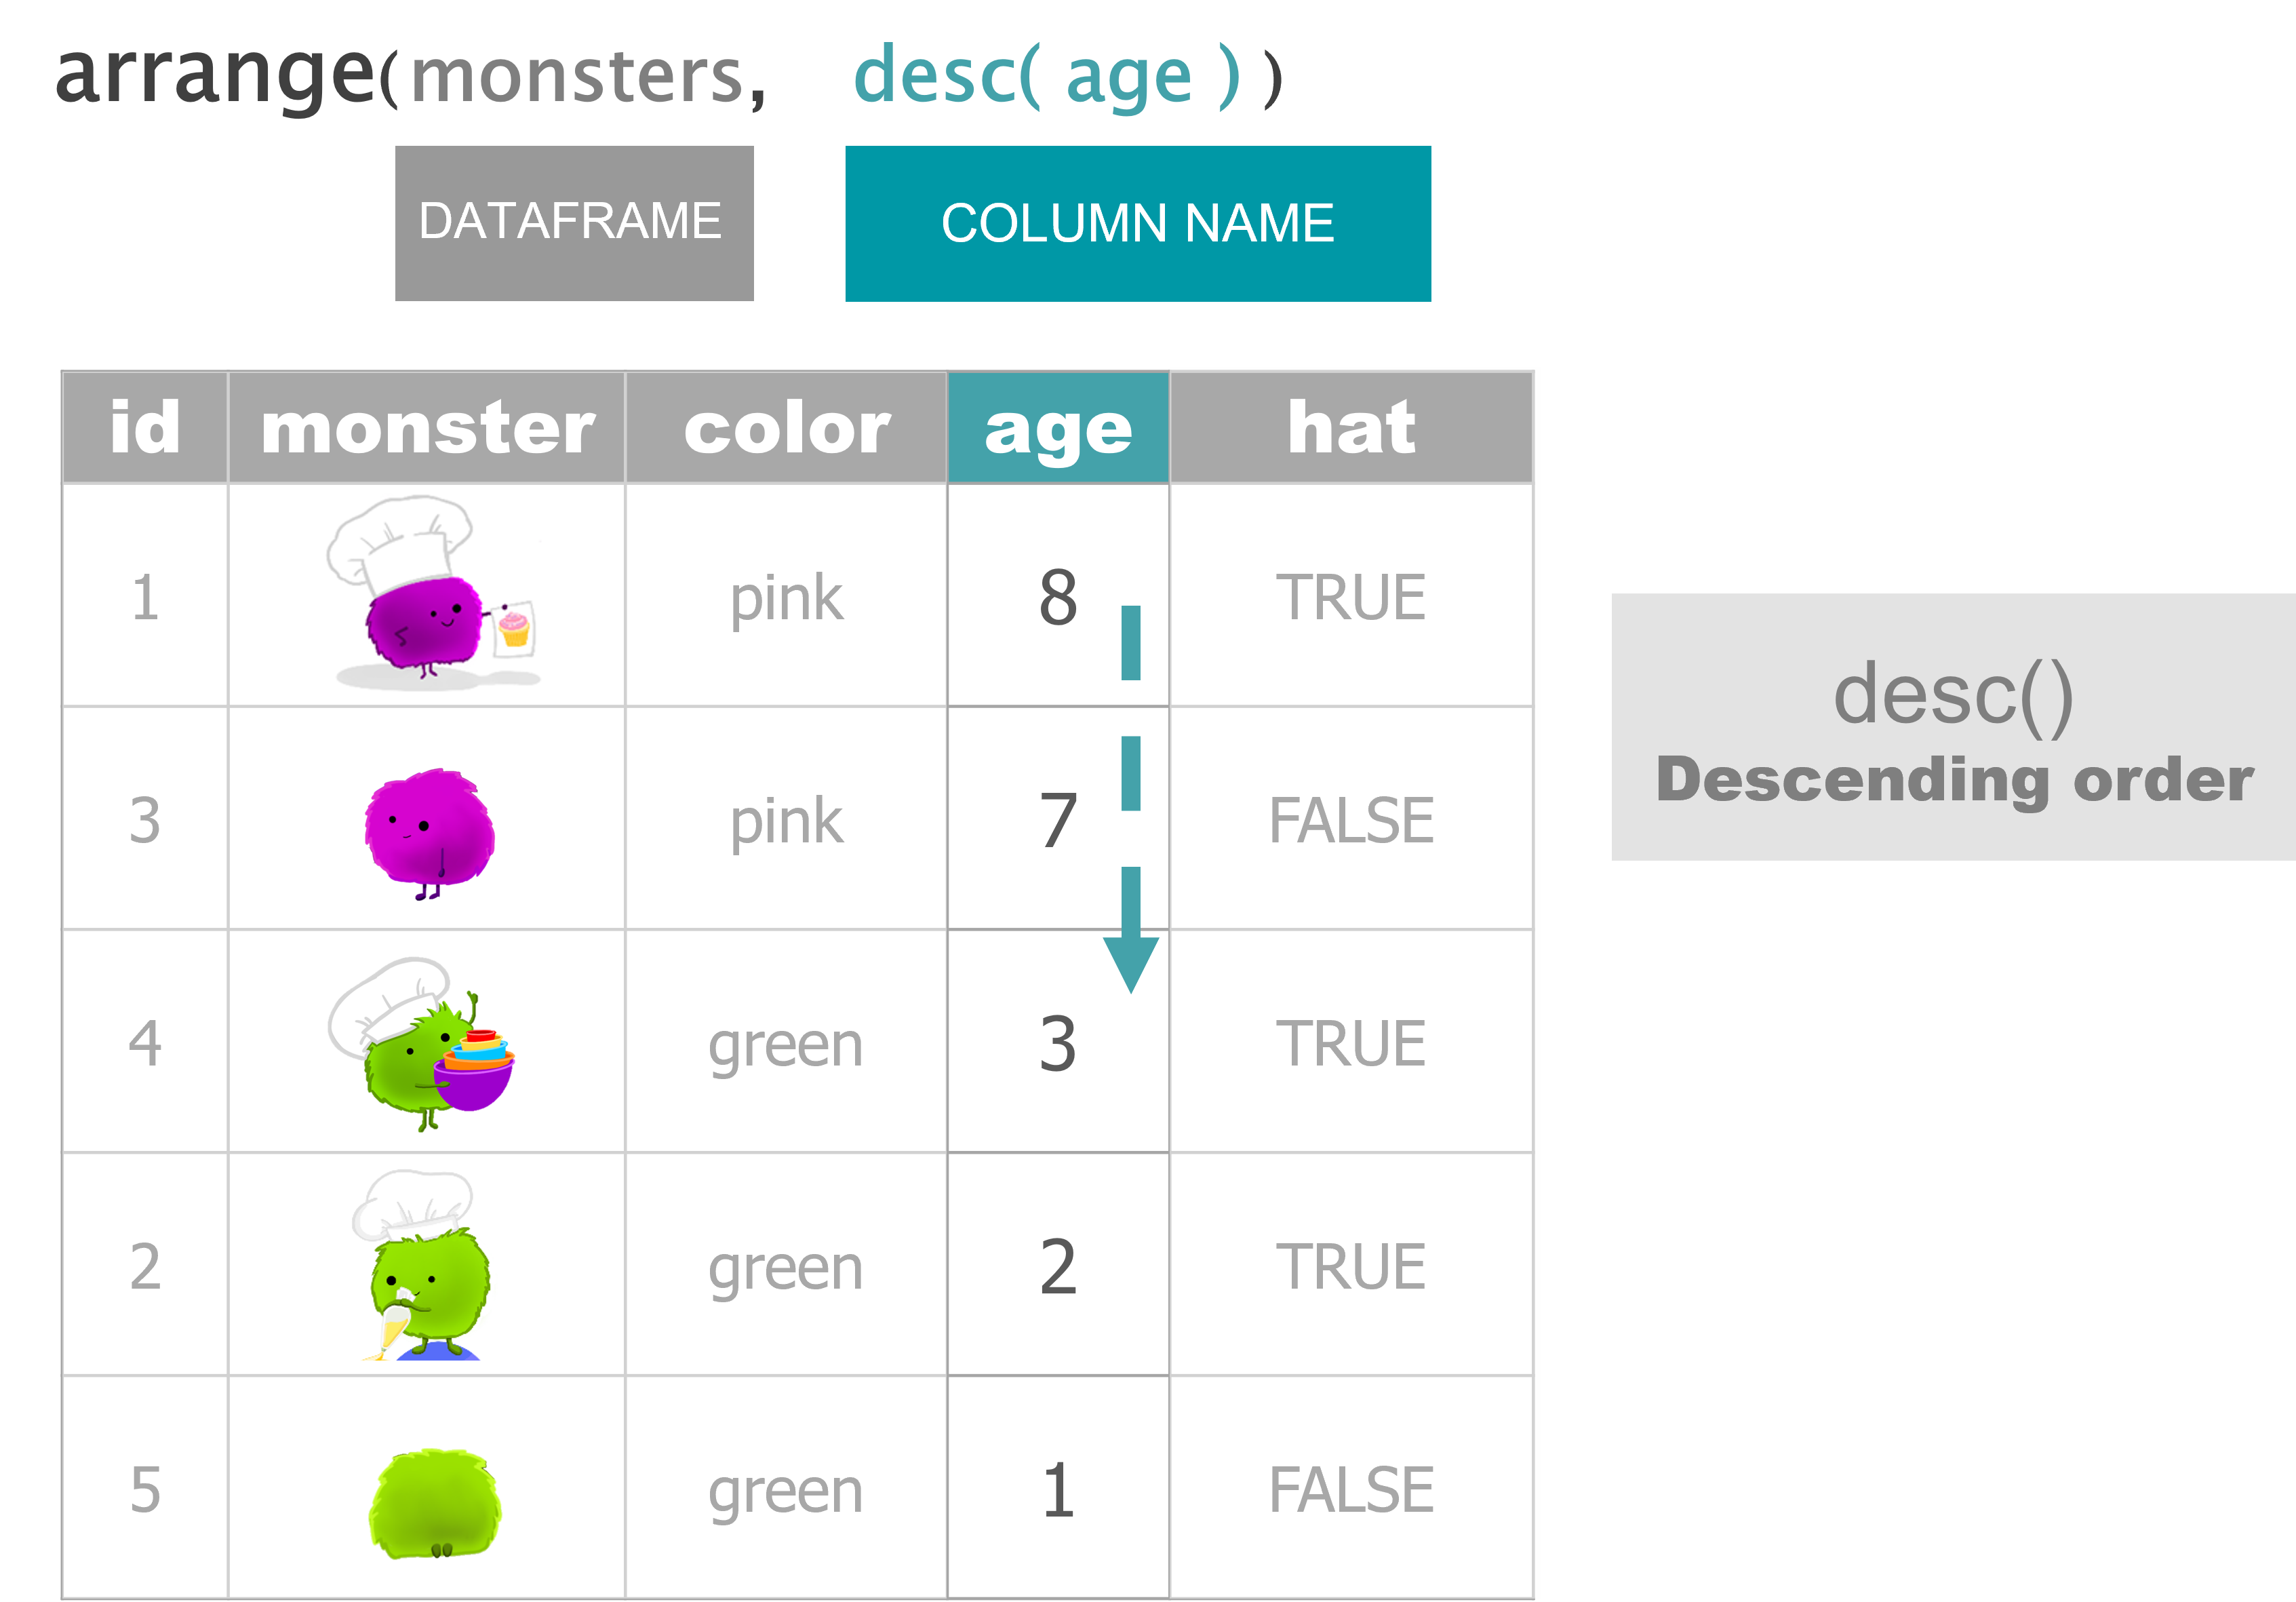 arrange(monsters, desc( age ) )
DATAFRAME COLUMN NAME
id monster color age hat
1 pink 8 TRUE
3 pink 7 FALSE
desc()
Descending order
4 green 3 TRUE
2 green 2 TRUE
5 green 1 FALSE